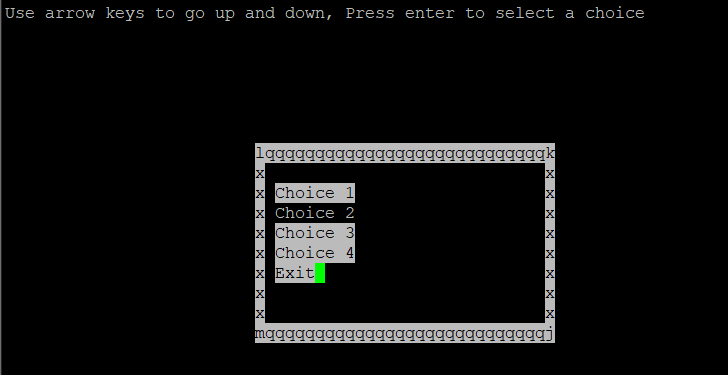 Use arrow keys to go up and down, Press enter to select a choice
lqqqqqqqqqqqqqqqqqqqqqqqqqqqqk
x x
x Choice 1 x
x Choice 2 x
x Choice 3 x
x Choice 4 x
x Exit x
x x
x x
mqqqqqqqqqqqqqqqqqqqqqqqqqqqqj